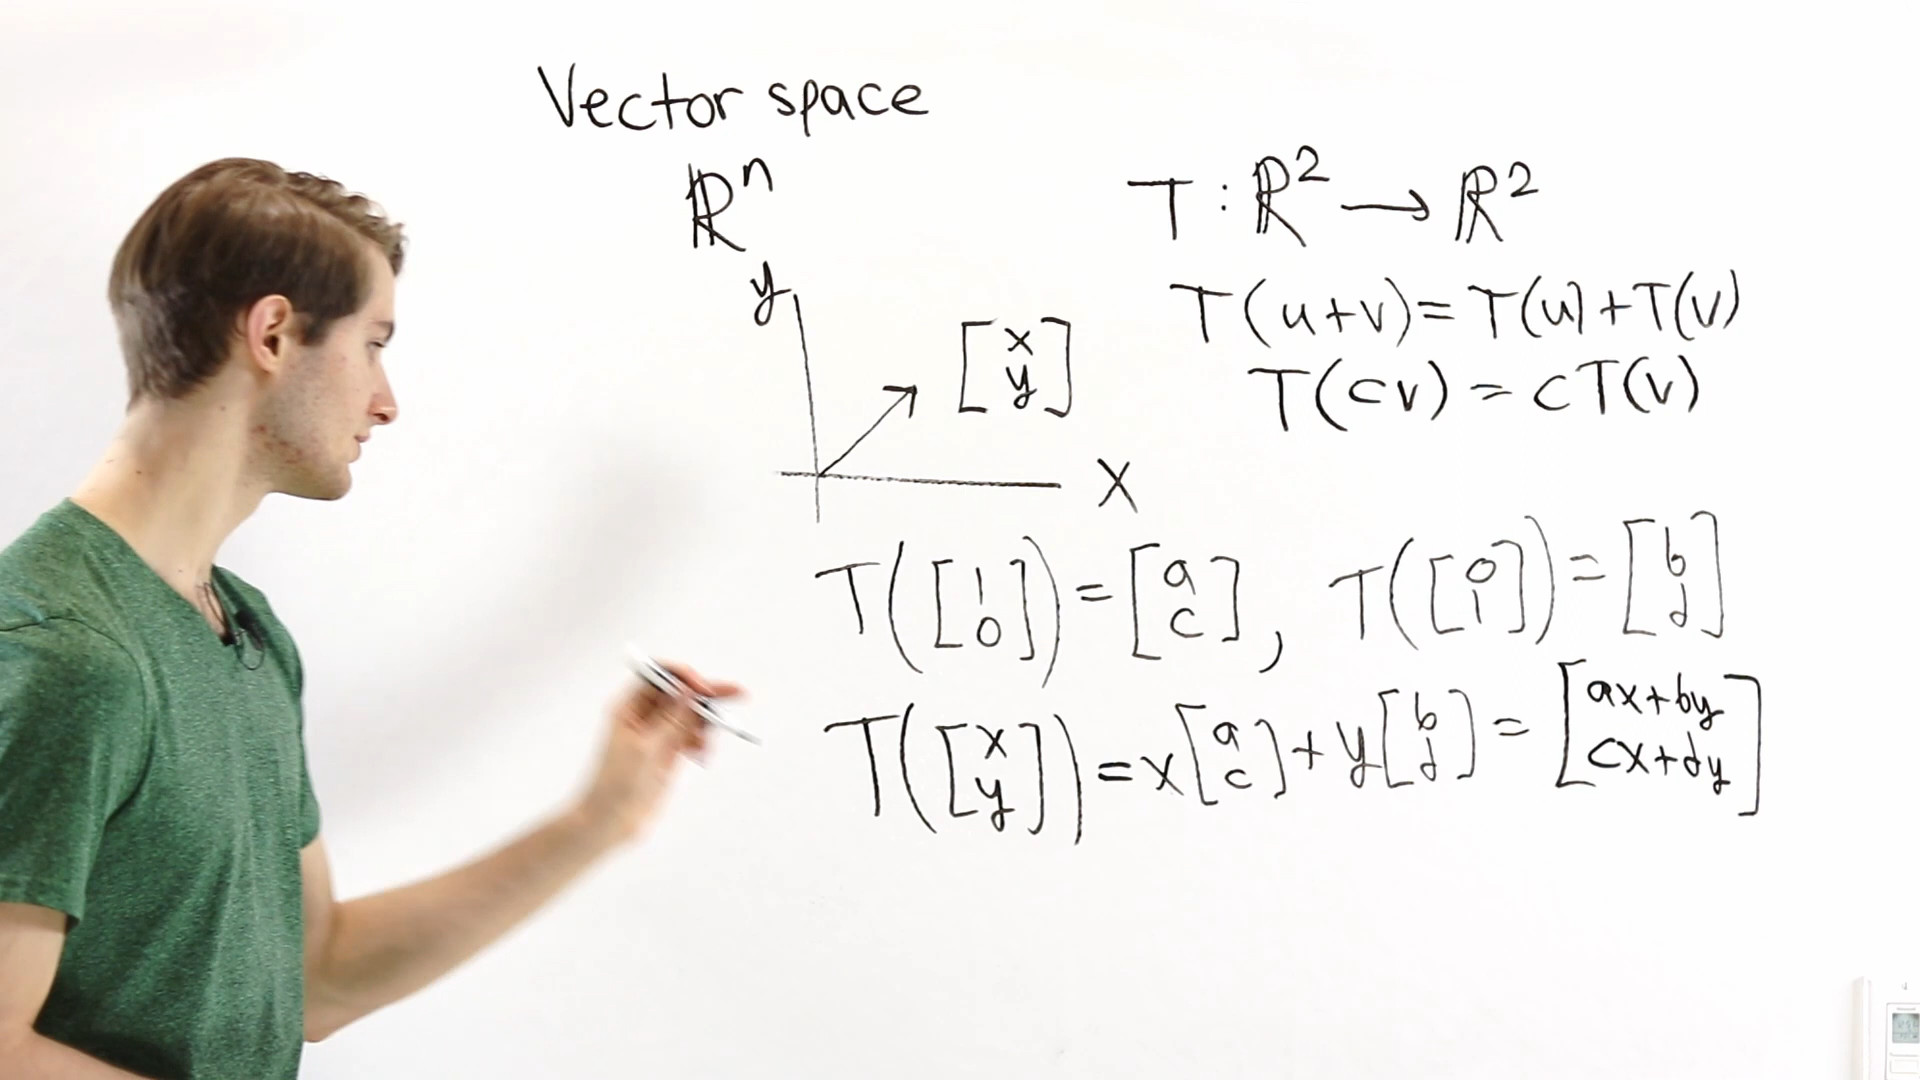 Vector space
ℝⁿ
T : ℝ² → ℝ²
y
T(u+v) = T(u)+T(v)
[x y]
T(cv) = cT(v)
X
T([1 0]) = [a c], T([0 1]) = [b d]
T([x y]) = x[a c] + y[b d] = [ax+by cx+dy]